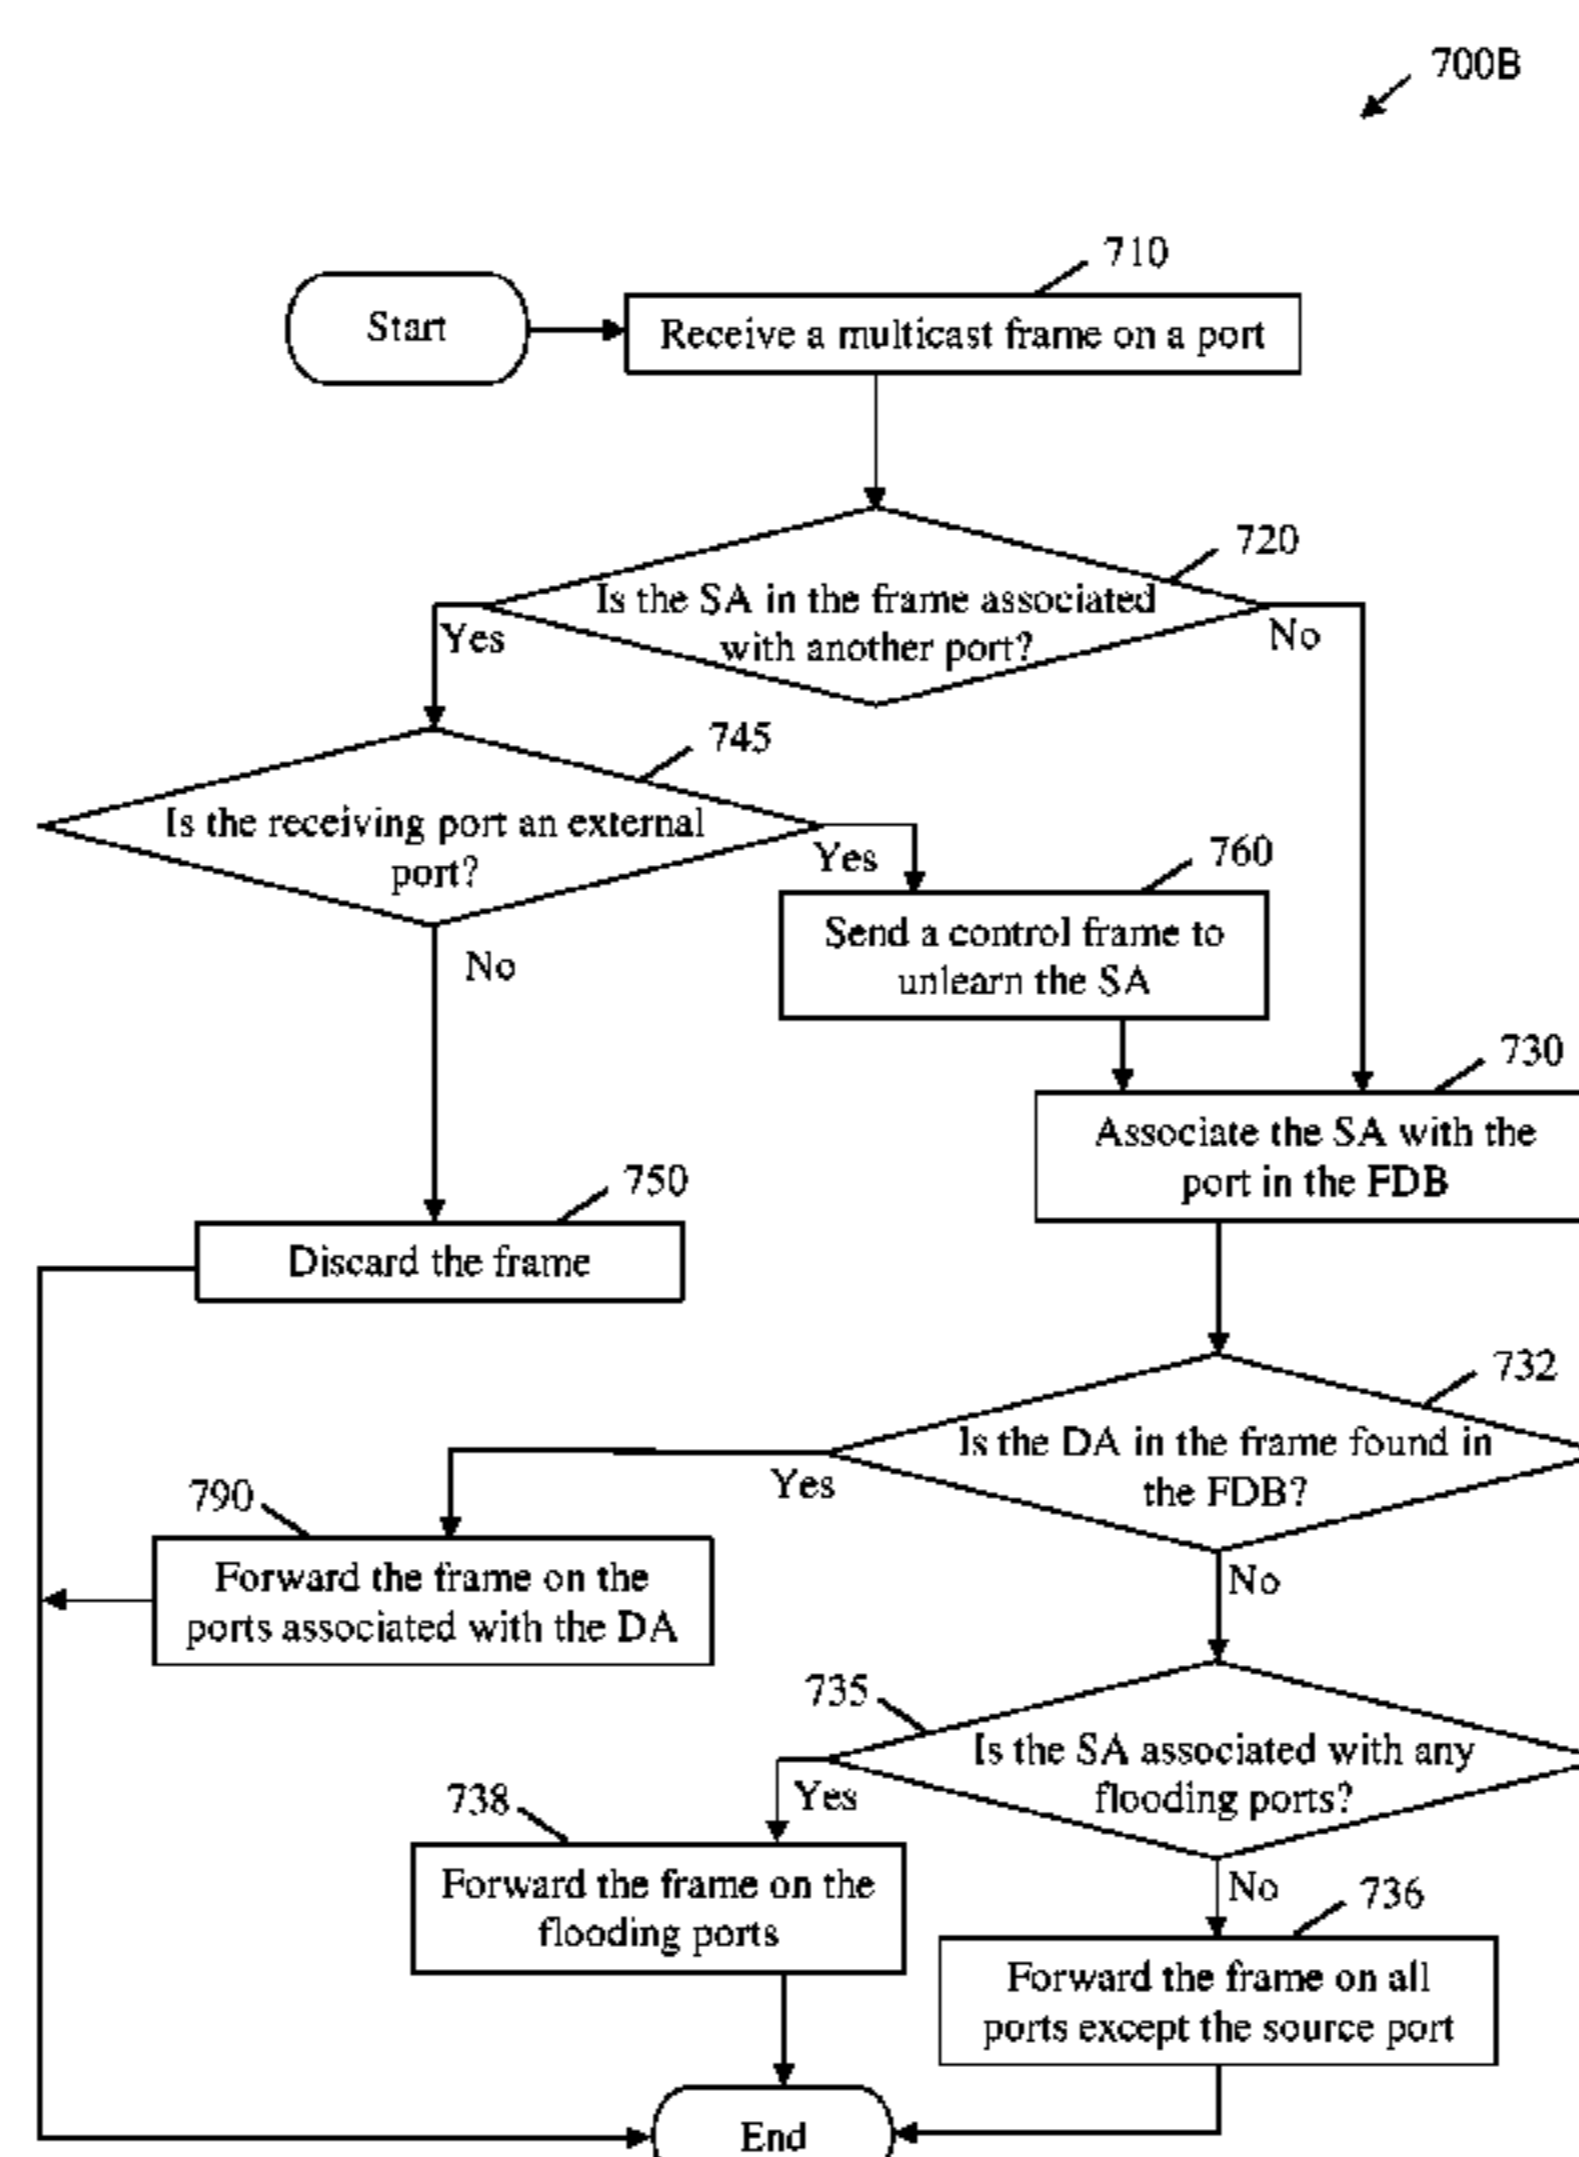 700B
710
Start
Receive a multicast frame on a port
720
Is the SA in the frame associated
with another port?
Yes
No
745
Is the receiving port an external
port?
Yes
No
760
Send a control frame to
unlearn the SA
730
Associate the SA with the
port in the FDB
750
Discard the frame
732
Is the DA in the frame found in
the FDB?
Yes
No
790
Forward the frame on the
ports associated with the DA
735
Is the SA associated with any
flooding ports?
Yes
No
738
Forward the frame on the
flooding ports
736
Forward the frame on all
ports except the source port
End